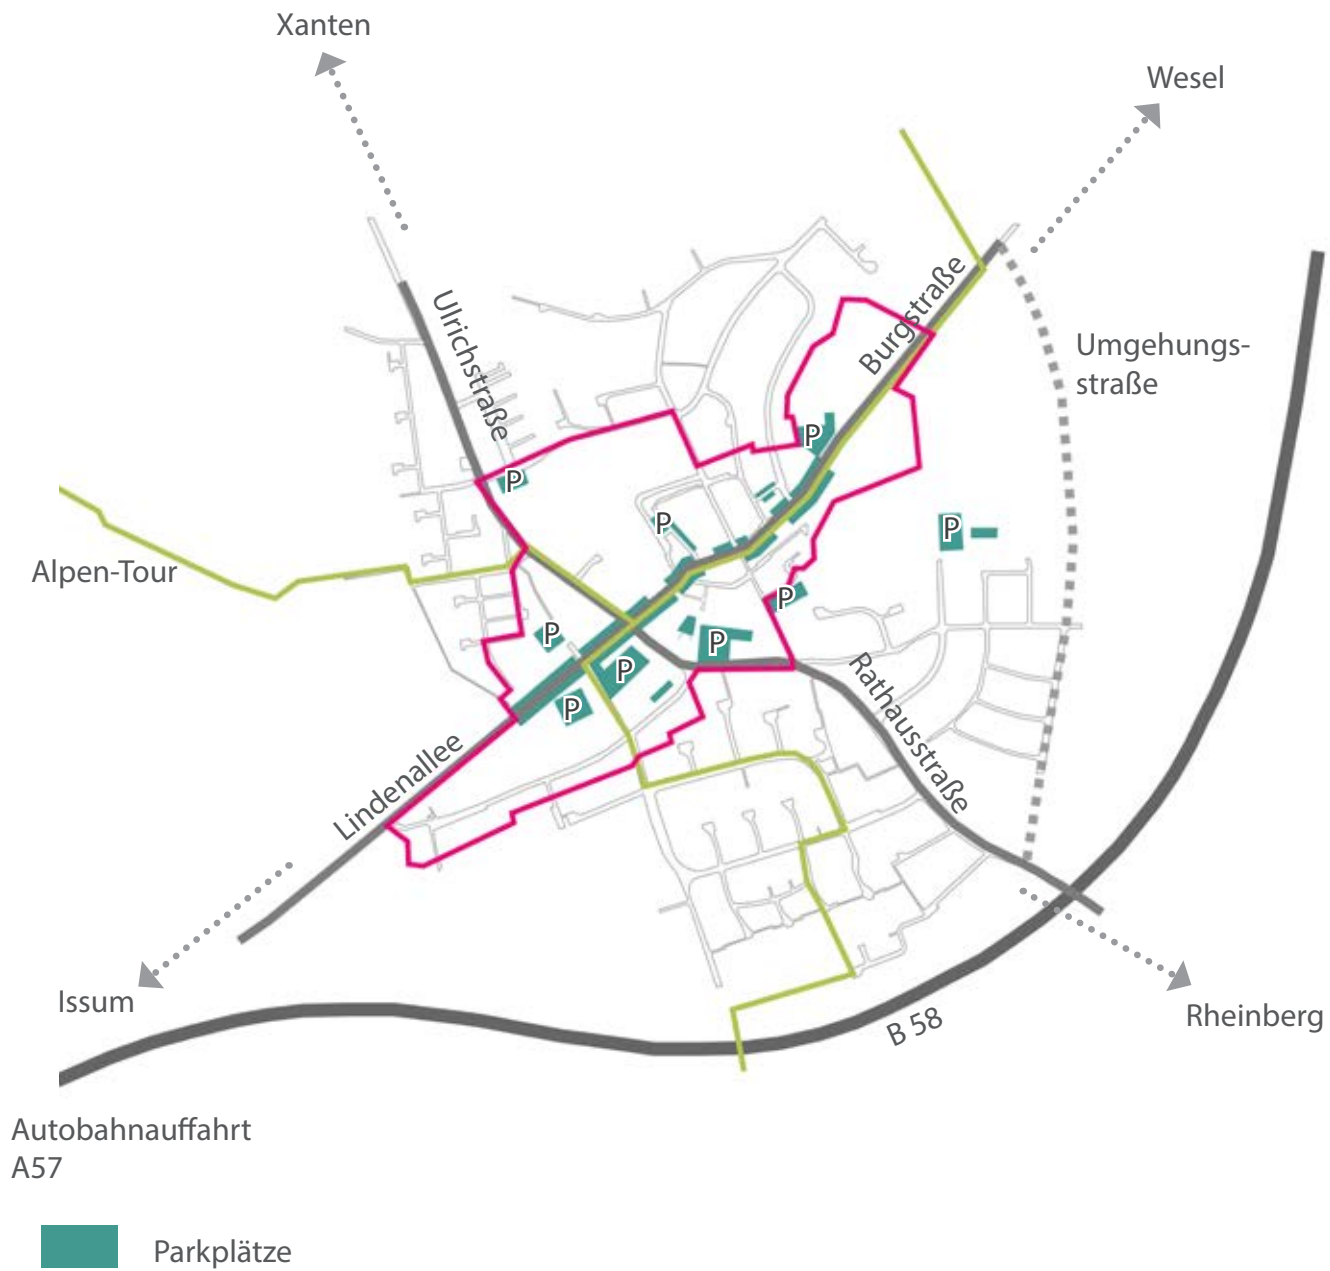 Xanten
Wesel
Ulrichstraße
Burgstraße
Umgehungs-
straße
P
P
P
P
Alpen-Tour
P
P
P
P
P
Rathausstraße
Lindenallee
Issum
Rheinberg
B 58
Autobahnauffahrt
A57
Parkplätze